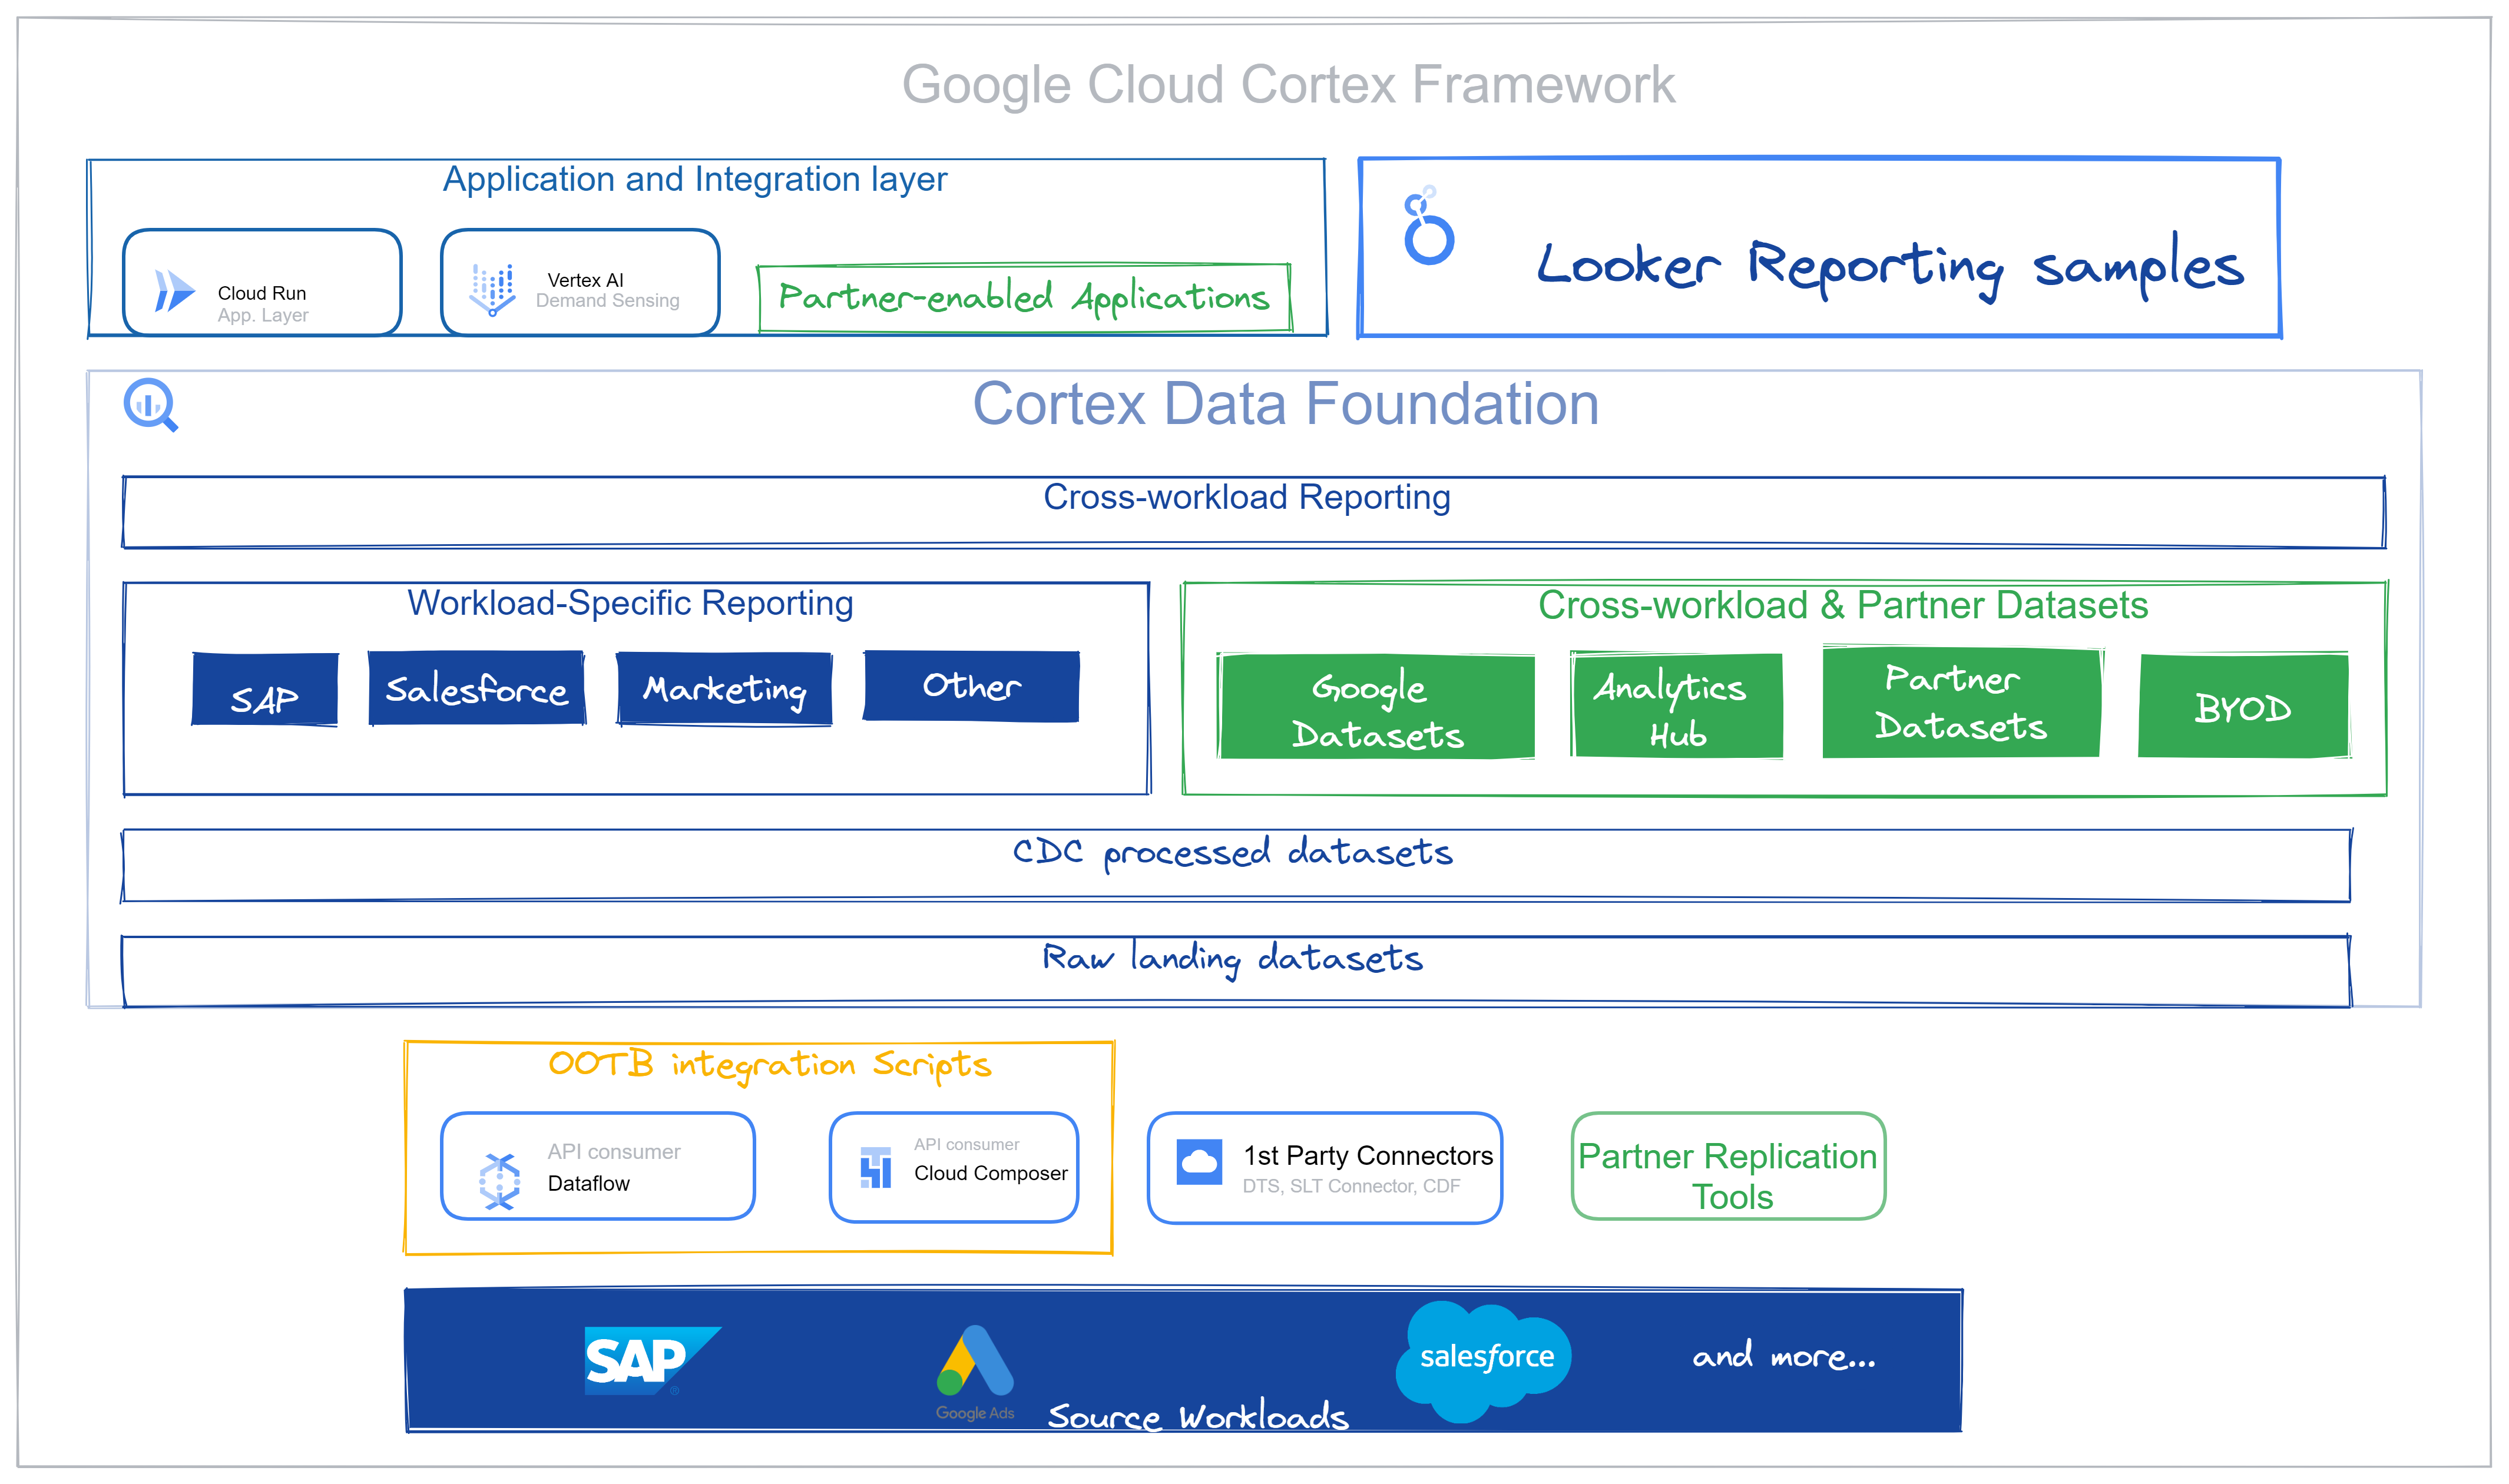 Google Cloud Cortex Framework
Application and Integration layer
Cloud Run
App. Layer
Vertex AI
Demand Sensing
Partner-enabled Applications
Looker Reporting samples
Cortex Data Foundation
Cross-workload Reporting
Workload-Specific Reporting
SAP
Salesforce
Marketing
Other
Cross-workload & Partner Datasets
Google
Datasets
Analytics
Hub
Partner
Datasets
BYOD
CDC processed datasets
Raw landing datasets
OOTB integration Scripts
API consumer
Dataflow
API consumer
Cloud Composer
1st Party Connectors
DTS, SLT Connector, CDF
Partner Replication
Tools
SAP®
Google Ads
salesforce
and more...
Source Workloads